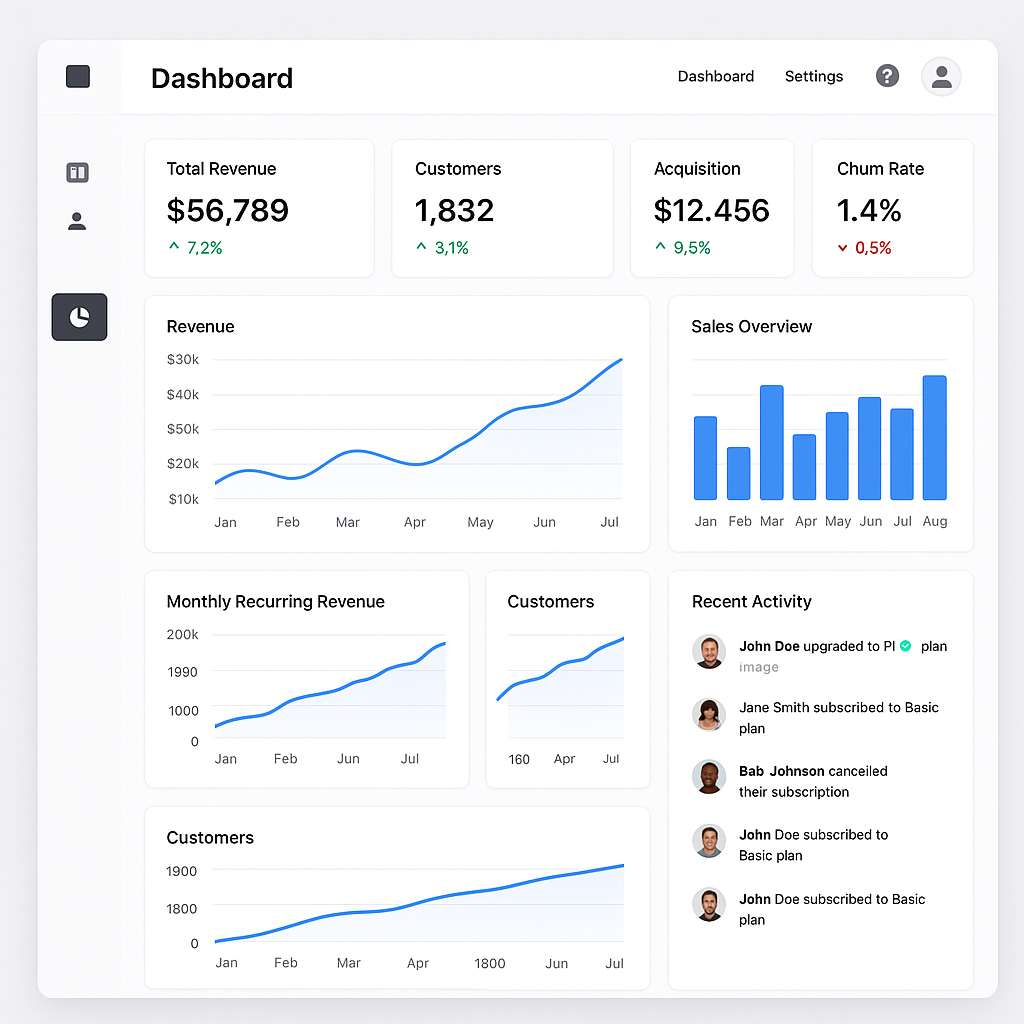 Dashboard
Dashboard
Settings
?
Total Revenue
$56,789
7,2%
Customers
1,832
3,1%
Acquisition
$12.456
9,5%
Chum Rate
1.4%
0,5%
Revenue
$30k
$40k
$50k
$20k
$10k
Jan Feb Mar Apr May Jun Jul
Sales Overview
Jan Feb Mar Apr May Jun Jul Aug
Monthly Recurring Revenue
200k
1990
1000
0
Jan Feb Jun Jul
Customers
160 Apr Jul
Recent Activity
John Doe upgraded to Pl plan
image
Jane Smith subscribed to Basic
plan
Bab Johnson canceiled
their subscription
John Doe subscribed to
Basic plan
John Doe subscribed to Basic
plan
Customers
1900
1800
0
Jan Feb Mar Apr 1800 Jun Jul